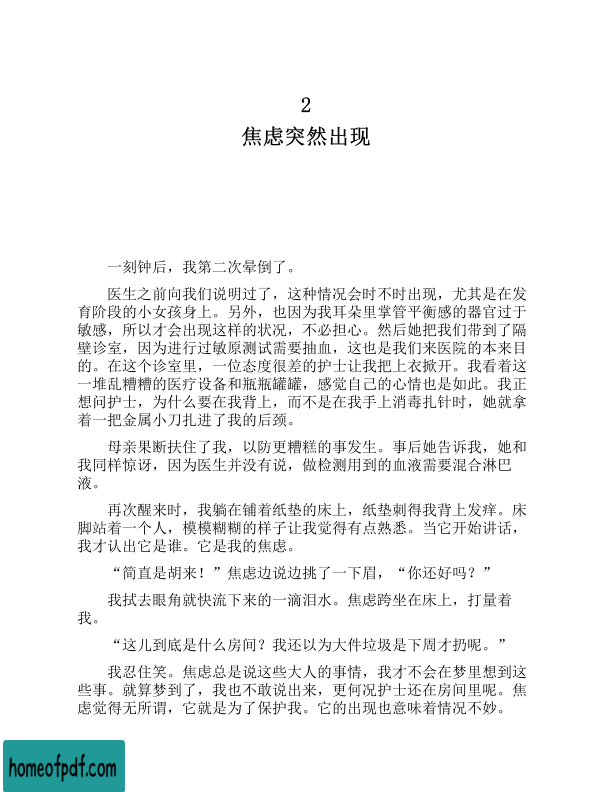 2
焦虑突然出现
一刻钟后，我第二次晕倒了。
医生之前向我们说明过了，这种情况会时不时出现，尤其是在发
育阶段的小女孩身上。另外，也因为我耳朵里掌管平衡感的器官过于
敏感，所以才会出现这样的状况，不必担心。然后她把我们带到了隔
壁诊室，因为进行过敏原测试需要抽血，这也是我们来医院的本来目
的。在这个诊室里，一位态度很差的护士让我把上衣掀开。我看着这
一堆乱糟糟的医疗设备和瓶瓶罐罐，感觉自己的心情也是如此。我正
想问护士，为什么要在我背上，而不是在我手上消毒扎针时，她就拿
着一把金属小刀扎进了我的后颈。
母亲果断扶住了我，以防更糟糕的事发生。事后她告诉我，她和
我同样惊讶，因为医生并没有说，做检测用到的血液需要混合淋巴
液。
再次醒来时，我躺在铺着纸垫的床上，纸垫刺得我背上发痒。床
脚站着一个人，模模糊糊的样子让我觉得有点熟悉。当它开始讲话，
我才认出它是谁。它是我的焦虑。
“简直是胡来！”焦虑边说边挑了一下眉，“你还好吗？”
我拭去眼角就快流下来的一滴泪水。焦虑跨坐在床上，打量着
我。
“这儿到底是什么房间？我还以为大件垃圾是下周才扔呢。”
我忍住笑。焦虑总是说这些大人的事情，我才不会在梦里想到这
些事。就算梦到了，我也不敢说出来，更何况护士还在房间里呢。焦
虑觉得无所谓，它就是为了保护我。它的出现也意味着情况不妙。
homeofpdf.com